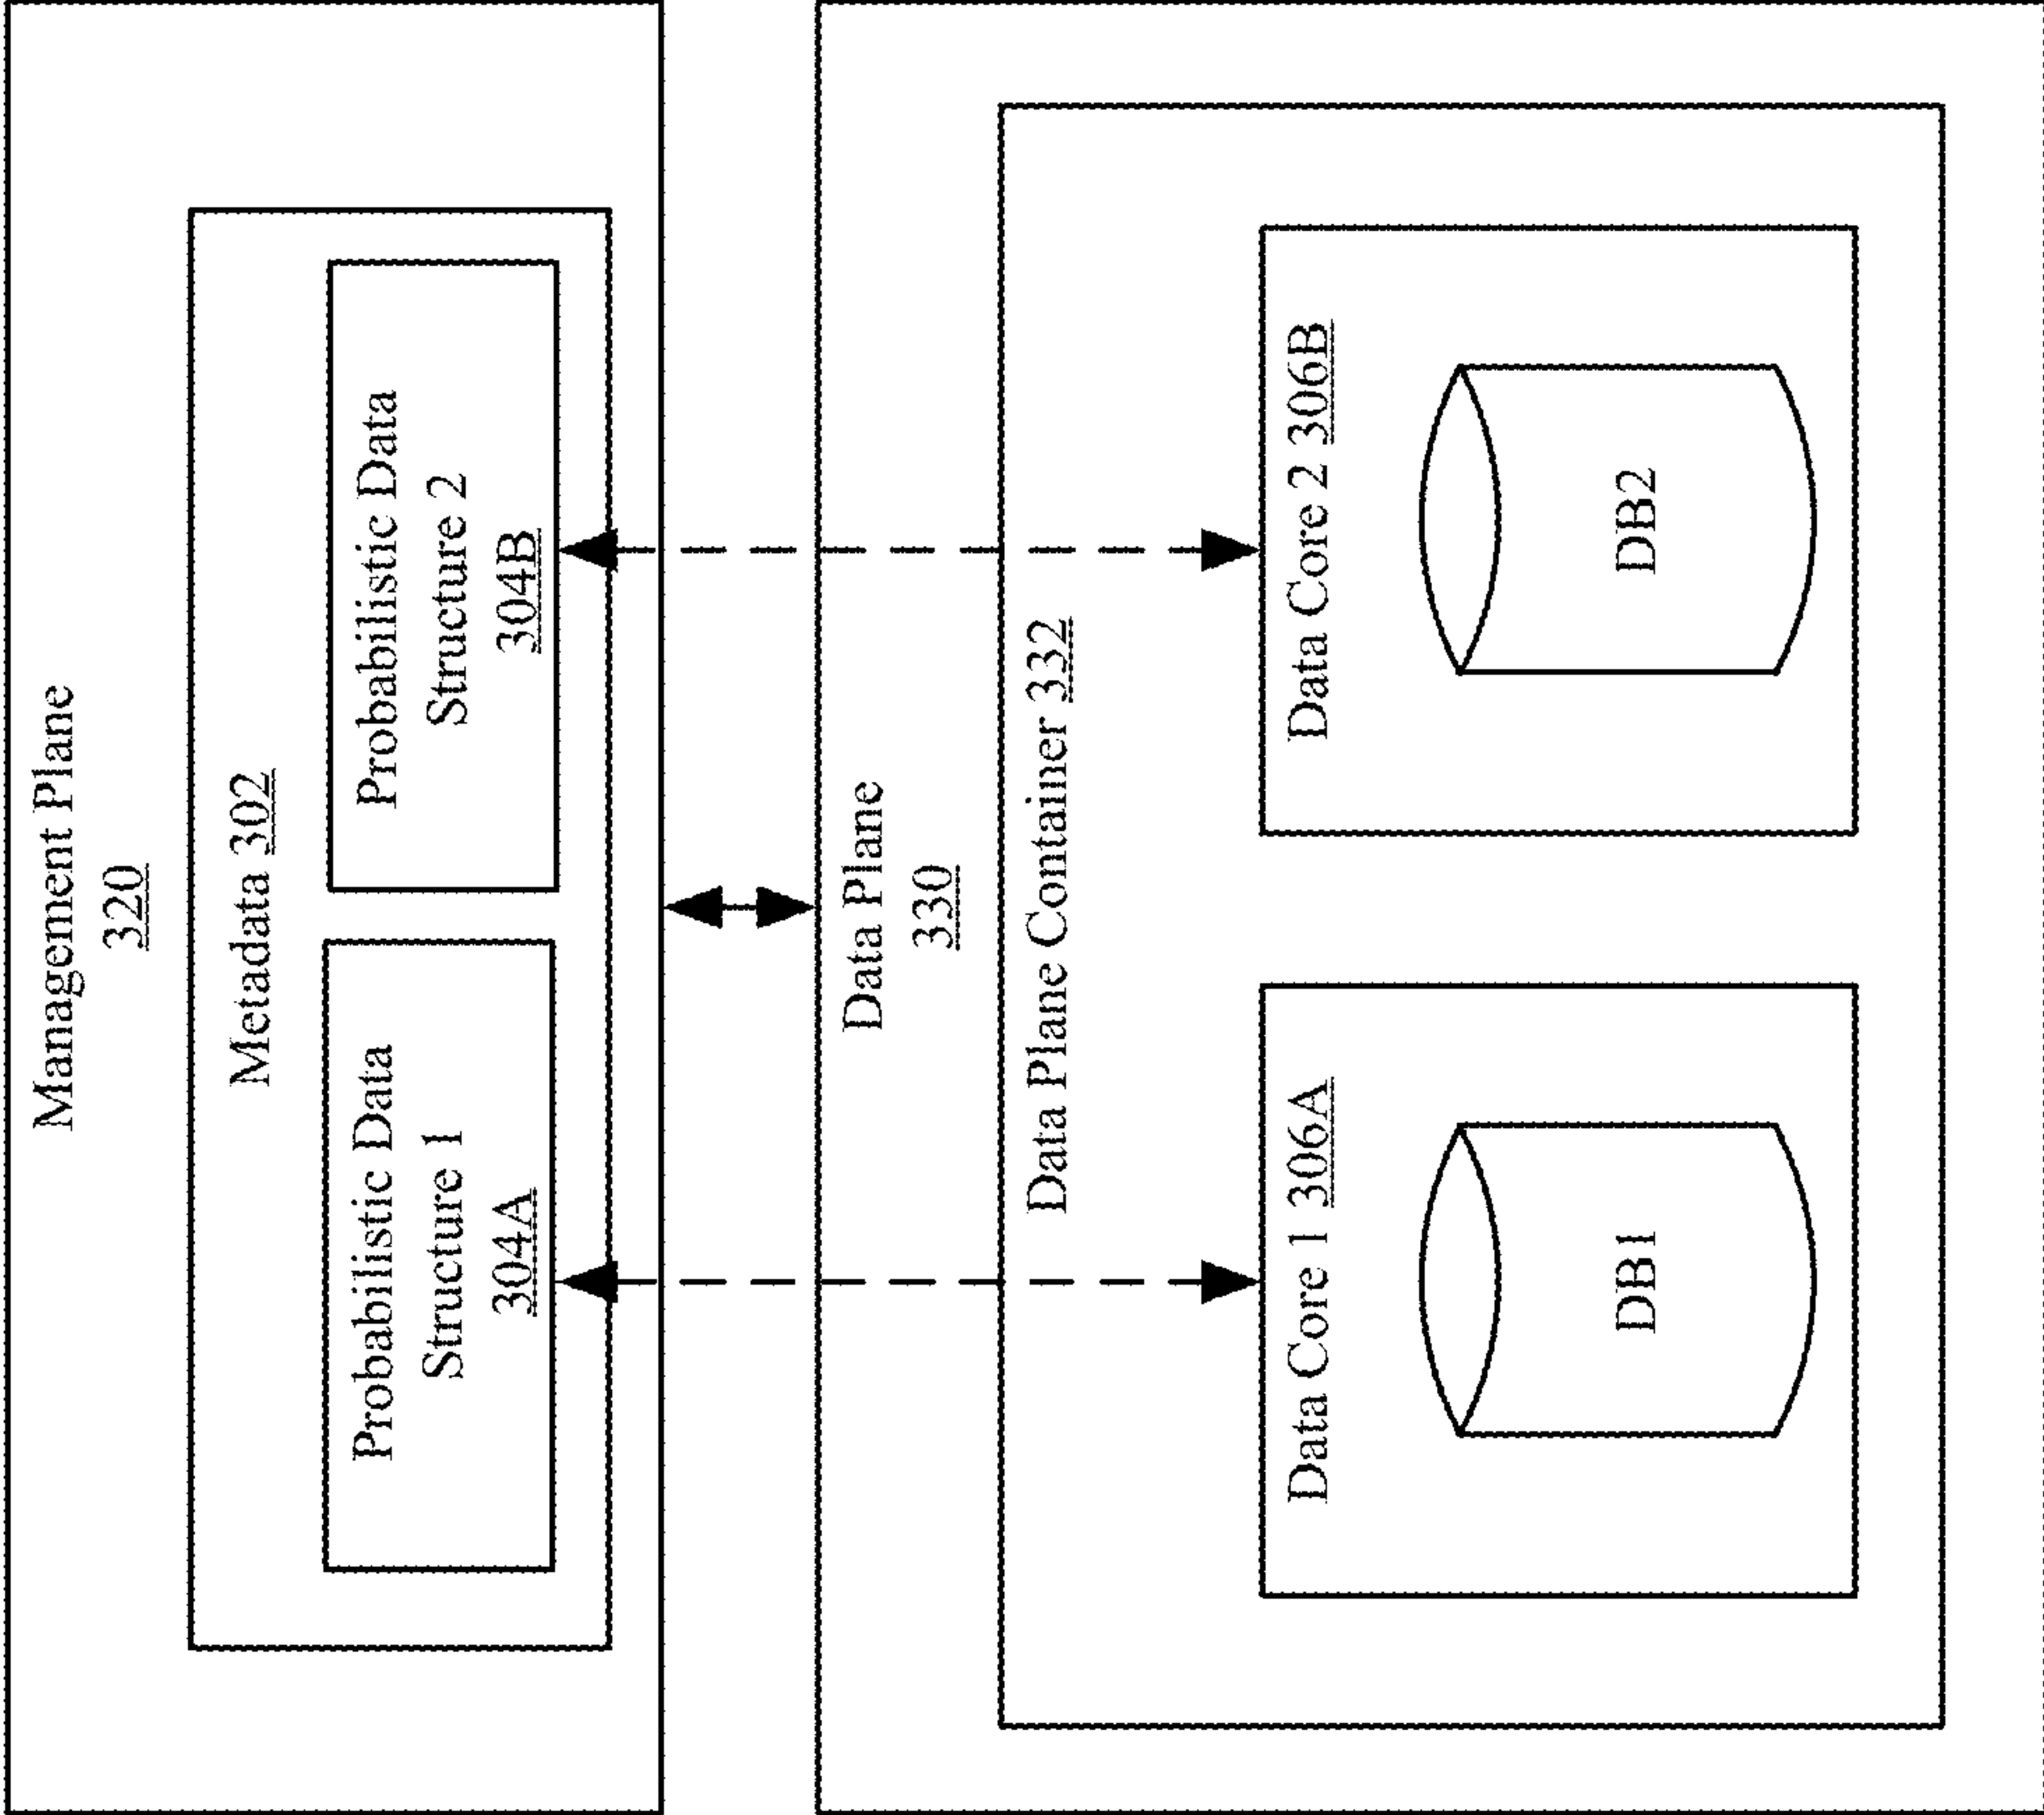 Management Plane
320
Metadata 302
Probabilistic Data
Structure 1
304A
Probabilistic Data
Structure 2
304B
Data Plane
330
Data Plane Container 332
Data Core 1 306A
DB1
Data Core 2 306B
DB2